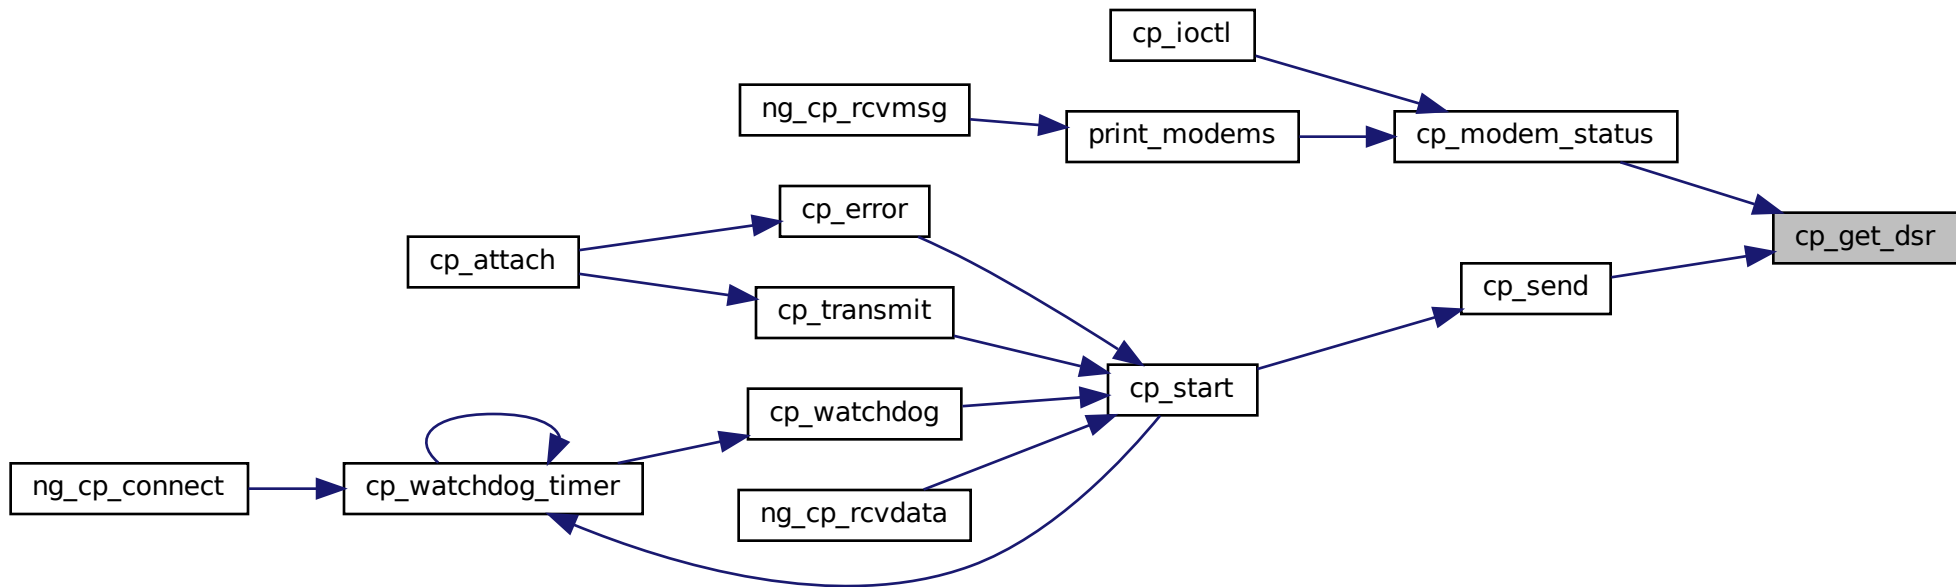 cp_ioctl
ng_cp_rcvmsg
print_modems
cp_modem_status
cp_error
cp_get_dsr
cp_attach
cp_send
cp_transmit
cp_start
cp_watchdog
ng_cp_connect
cp_watchdog_timer
ng_cp_rcvdata